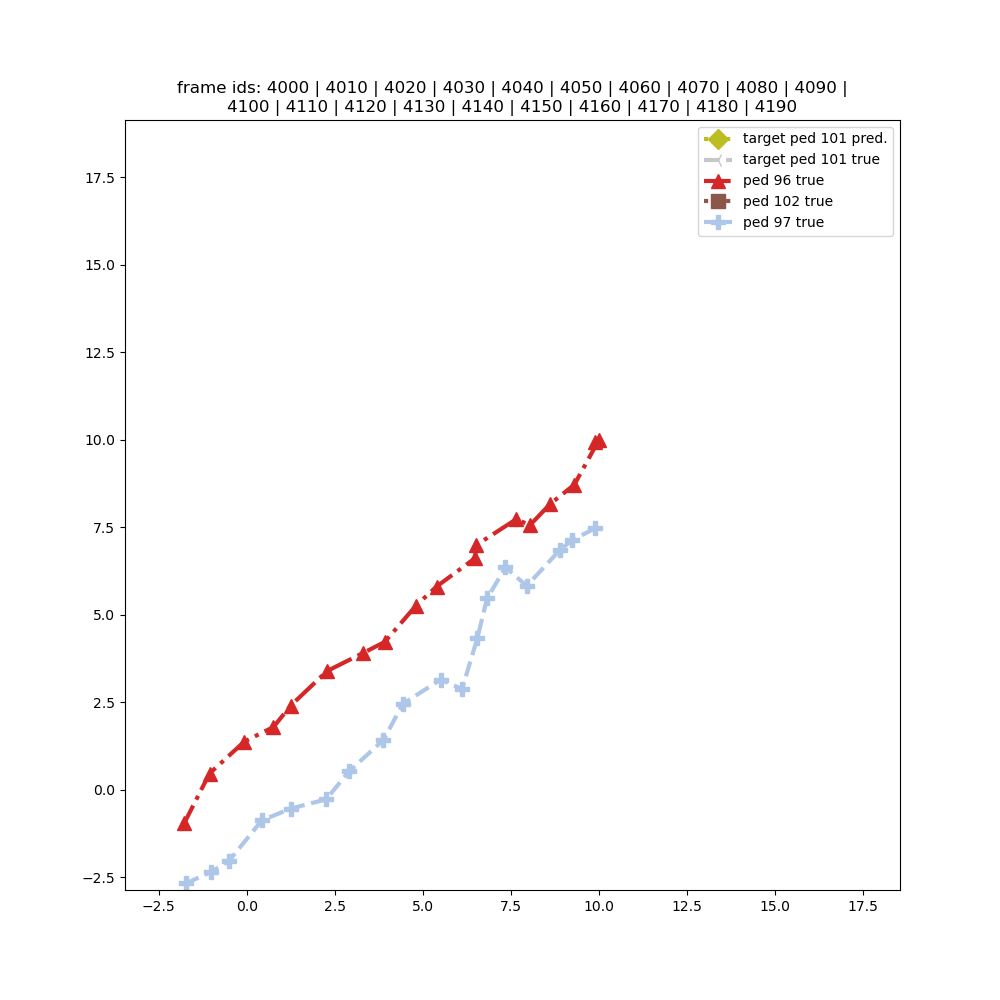 frame ids: 4000 | 4010 | 4020 | 4030 | 4040 | 4050 | 4060 | 4070 | 4080 | 4090 |
4100 | 4110 | 4120 | 4130 | 4140 | 4150 | 4160 | 4170 | 4180 | 4190
target ped 101 pred.
target ped 101 true
ped 96 true
ped 102 true
ped 97 true
17.5
15.0
12.5
10.0
7.5
5.0
2.5
0.0
−2.5
−2.5 0.0 2.5 5.0 7.5 10.0 12.5 15.0 17.5